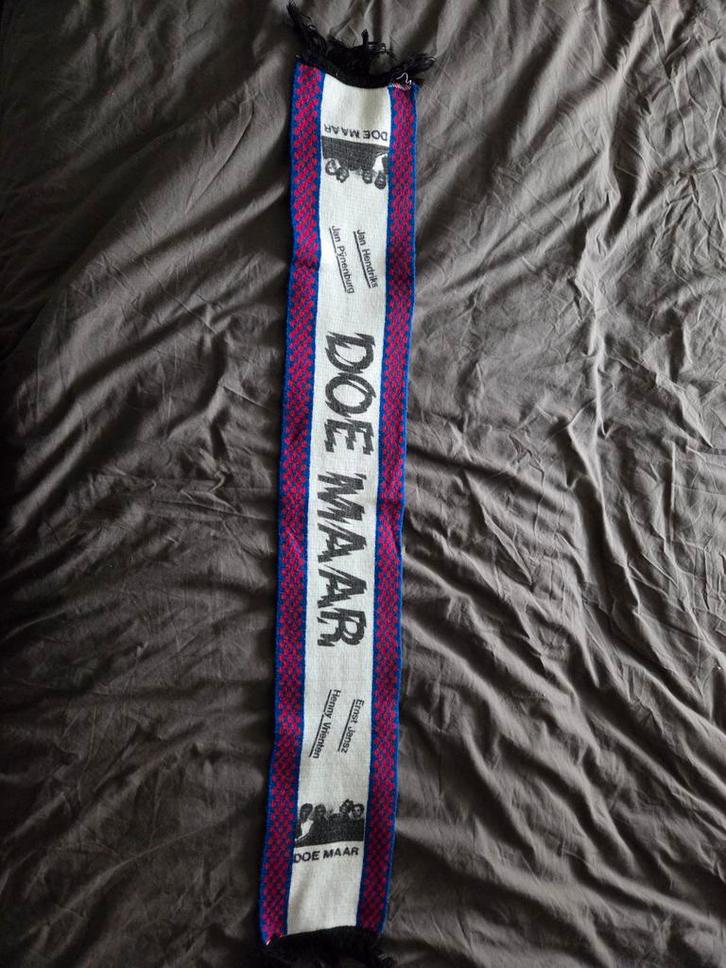 DOE MAAR
Jan Hendriks
Jan Pijnenburg
DOE MAAR
Ernst Jansz
Henny Vrienten
DOE MAAR